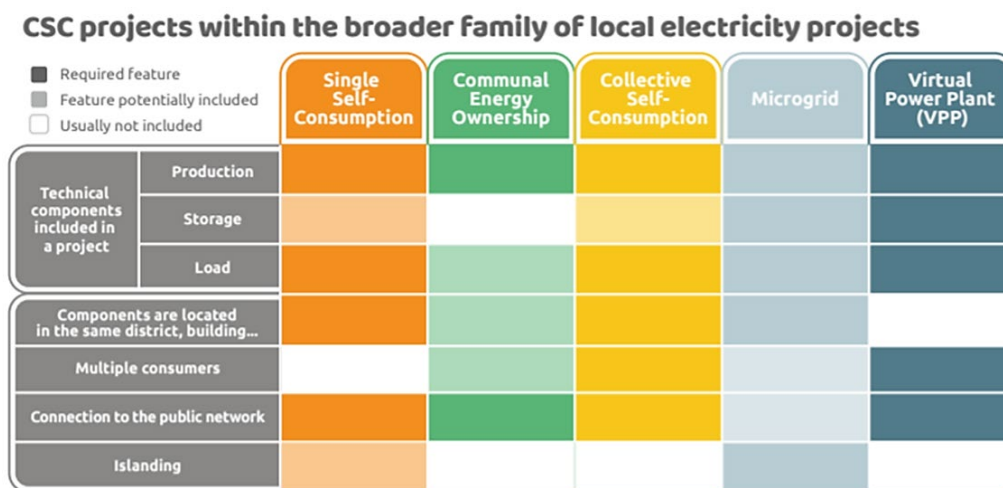 CSC projects within the broader family of local electricity projects
Required feature
Feature potentially included
Usually not included
Single
Self-
Consumption
Communal
Energy
Ownership
Collective
Self-
Consumption
Microgrid
Virtual
Power Plant
(VPP)
Technical
components
included in
a project
Production
Storage
Load
Components are located
in the same district, building...
Multiple consumers
Connection to the public network
Islanding